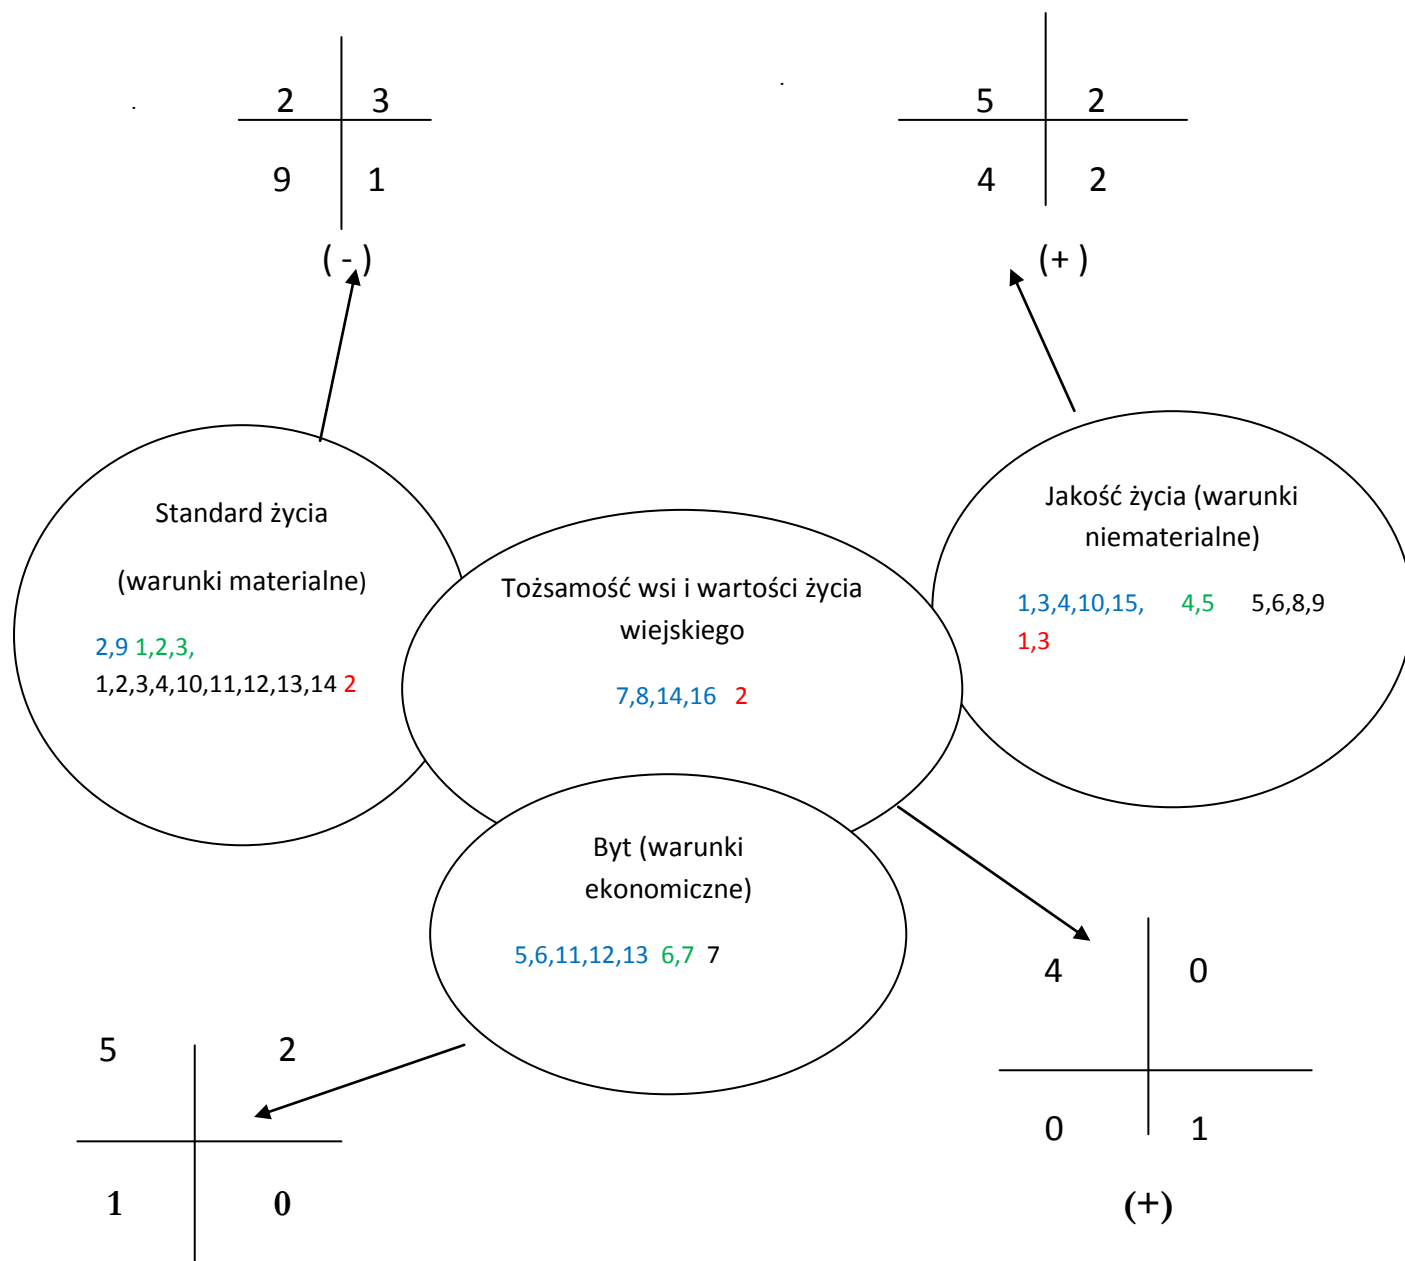 2 3
9 1
( - )
5 2
4 2
(+ )
Standard życia
(warunki materialne)
2,9 1,2,3,
1,2,3,4,10,11,12,13,14 2
Tożsamość wsi i wartości życia
wiejskiego
7,8,14,16 2
Jakość życia (warunki
niematerialne)
1,3,4,10,15, 4,5 5,6,8,9
1,3
Byt (warunki
ekonomiczne)
5,6,11,12,13 6,7 7
5 2
1 0
4 0
0 1
(+)